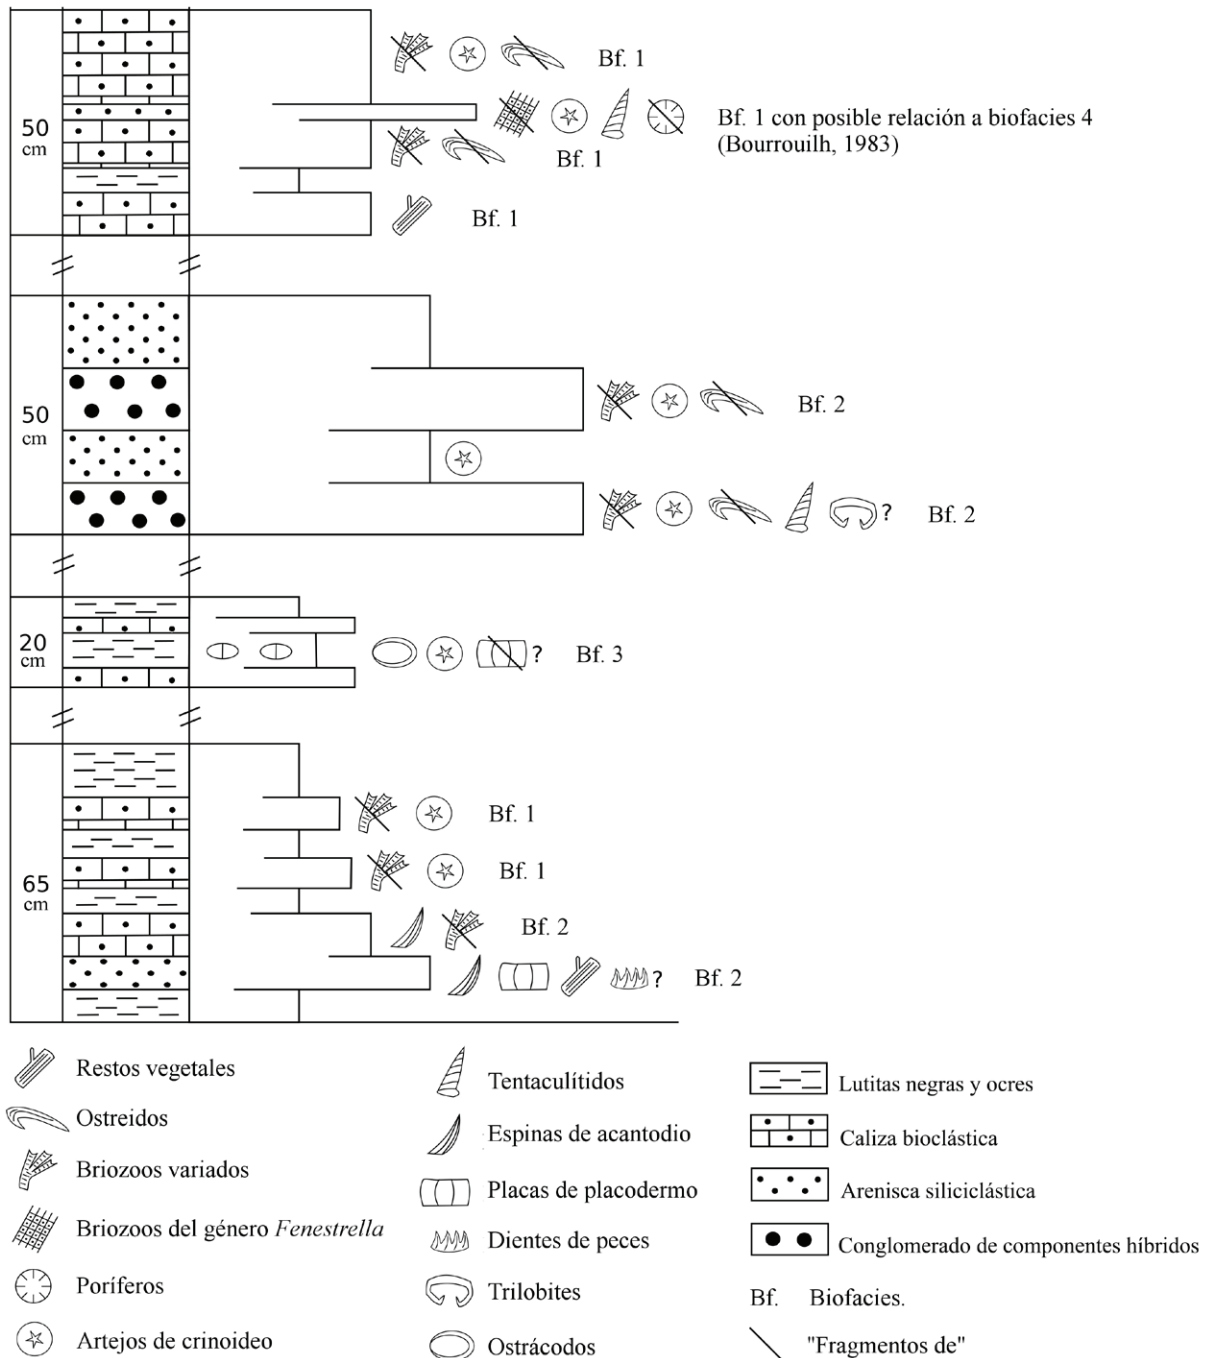 Bf. 1
50
cm
Bf. 1 con posible relación a biofacies 4
(Bourrouilh, 1983)
Bf. 1
Bf. 1
50
cm
Bf. 2
? Bf. 2
20
cm
? Bf. 3
65
cm
Bf. 1
Bf. 1
Bf. 2
? Bf. 2
Restos vegetales
Ostreidos
Briozoos variados
Briozoos del género Fenestrella
Poríferos
Artejos de crinoideo
Tentaculítidos
Espinas de acantodio
Placas de placodermo
Dientes de peces
Trilobites
Ostrácodos
Lutitas negras y ocres
Caliza bioclástica
Arenisca siliciclástica
Conglomerado de componentes híbridos
Bf. Biofacies.
"Fragmentos de"